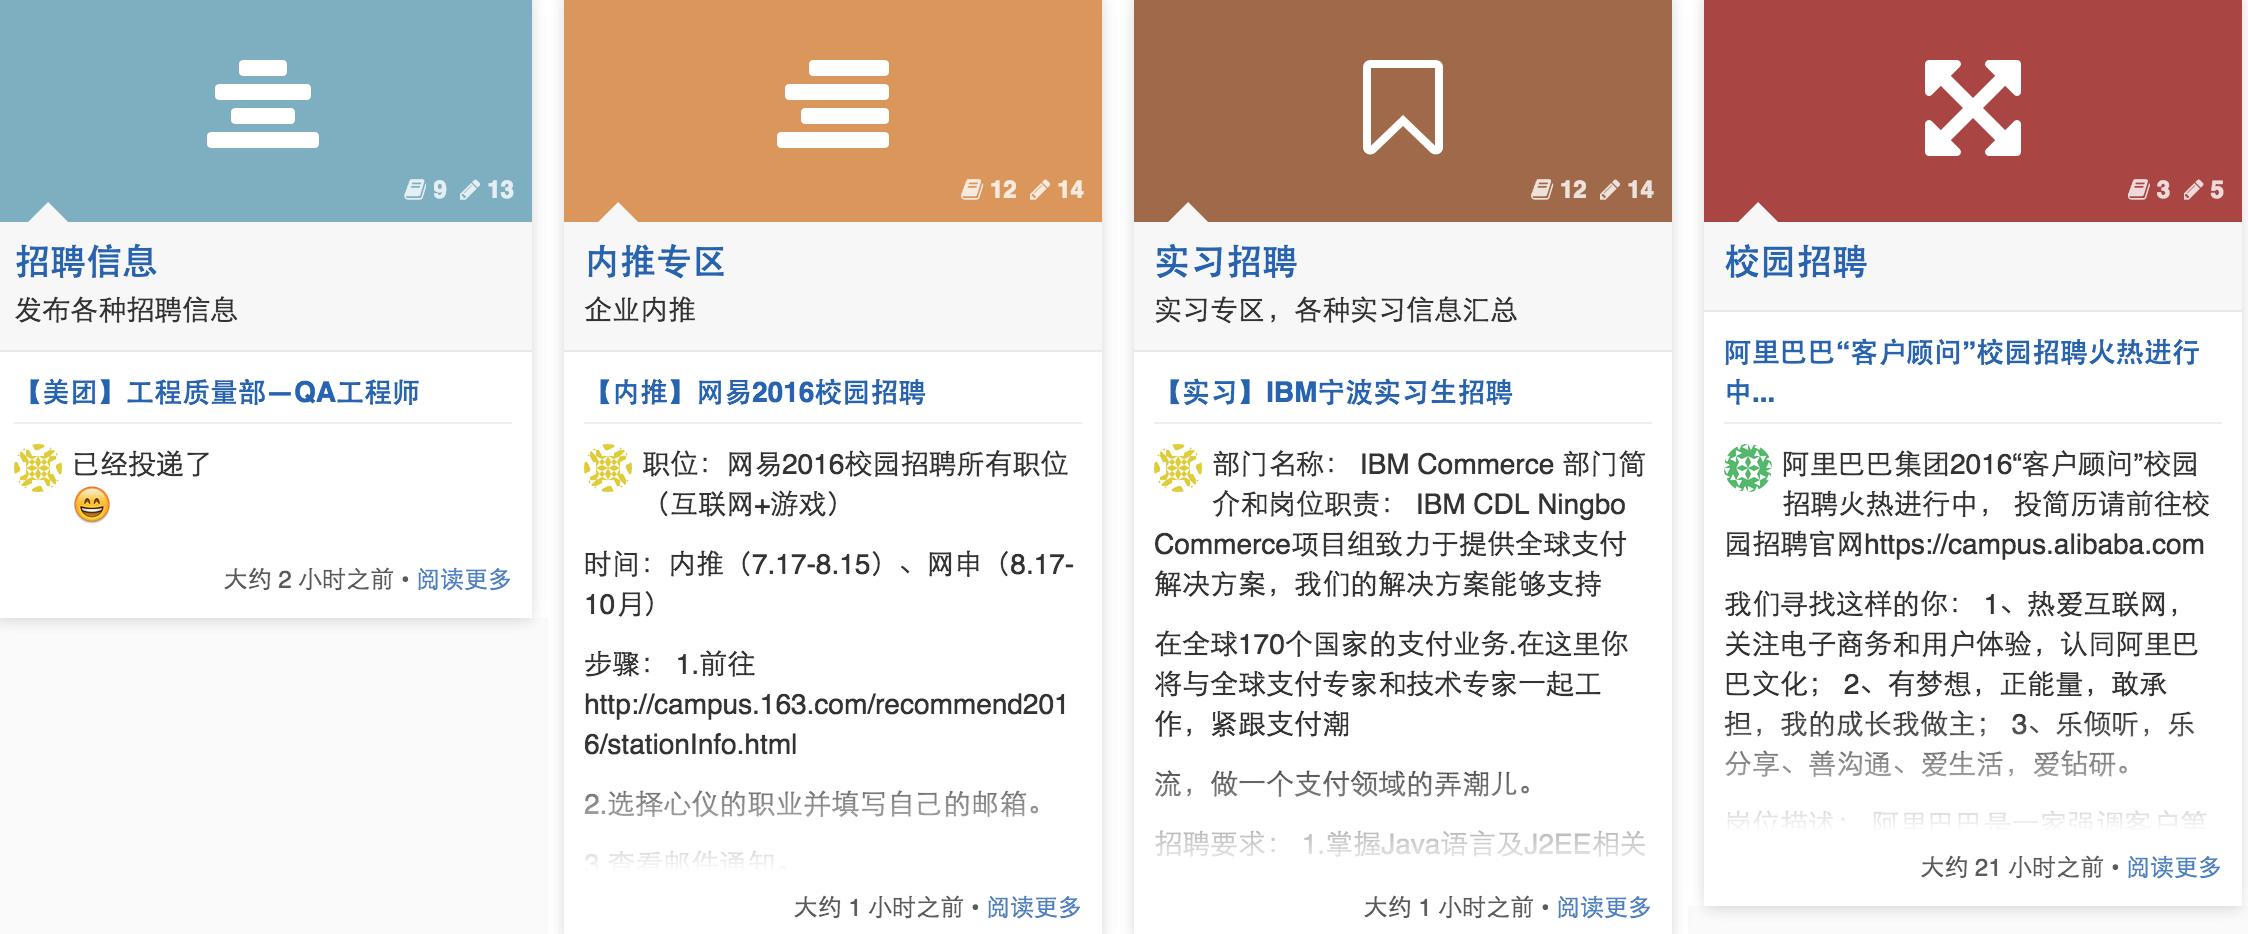 9 13
招聘信息
发布各种招聘信息
【美团】工程质量部—QA工程师
已经投递了
大约 2 小时之前 • 阅读更多
12 14
内推专区
企业内推
【内推】网易2016校园招聘
职位：网易2016校园招聘所有职位
（互联网+游戏）
时间：内推（7.17-8.15）、网申（8.17-
10月）
步骤： 1.前往
http://campus.163.com/recommend201
6/stationInfo.html
2.选择心仪的职业并填写自己的邮箱。
3.查看邮件通知。
大约 1 小时之前 • 阅读更多
12 14
实习招聘
实习专区，各种实习信息汇总
【实习】IBM宁波实习生招聘
部门名称： IBM Commerce 部门简
介和岗位职责： IBM CDL Ningbo
Commerce项目组致力于提供全球支付
解决方案，我们的解决方案能够支持
在全球170个国家的支付业务.在这里你
将与全球支付专家和技术专家一起工
作，紧跟支付潮
流，做一个支付领域的弄潮儿。
招聘要求： 1.掌握Java语言及J2EE相关
大约 1 小时之前 • 阅读更多
3 5
校园招聘
阿里巴巴“客户顾问”校园招聘火热进行
中...
阿里巴巴集团2016“客户顾问”校园
招聘火热进行中， 投简历请前往校
园招聘官网https://campus.alibaba.com
我们寻找这样的你： 1、热爱互联网，
关注电子商务和用户体验，认同阿里巴
巴文化； 2、有梦想，正能量，敢承
担，我的成长我做主； 3、乐倾听，乐
分享、善沟通、爱生活，爱钻研。
岗位描述： 阿里巴巴是一家强调客户第
大约 21 小时之前 • 阅读更多